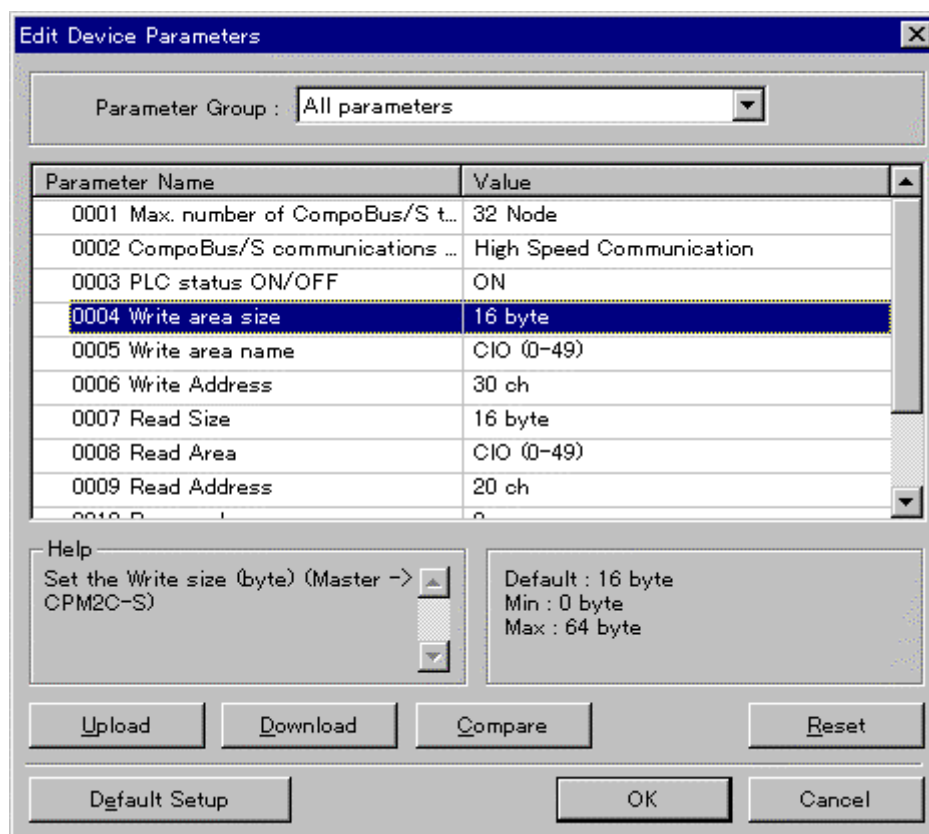 Edit Device Parameters
Parameter Group : All parameters
Parameter Name Value
0001 Max. number of CompoBus/S t... 32 Node
0002 CompoBus/S communications ... High Speed Communication
0003 PLC status ON/OFF ON
0004 Write area size 16 byte
0005 Write area name CIO (0-49)
0006 Write Address 30 ch
0007 Read Size 16 byte
0008 Read Area CIO (0-49)
0009 Read Address 20 ch
Help
Set the Write size (byte) (Master ->
CPM2C-S)
Default : 16 byte
Min : 0 byte
Max : 64 byte
Upload Download Compare Reset
Default Setup OK Cancel